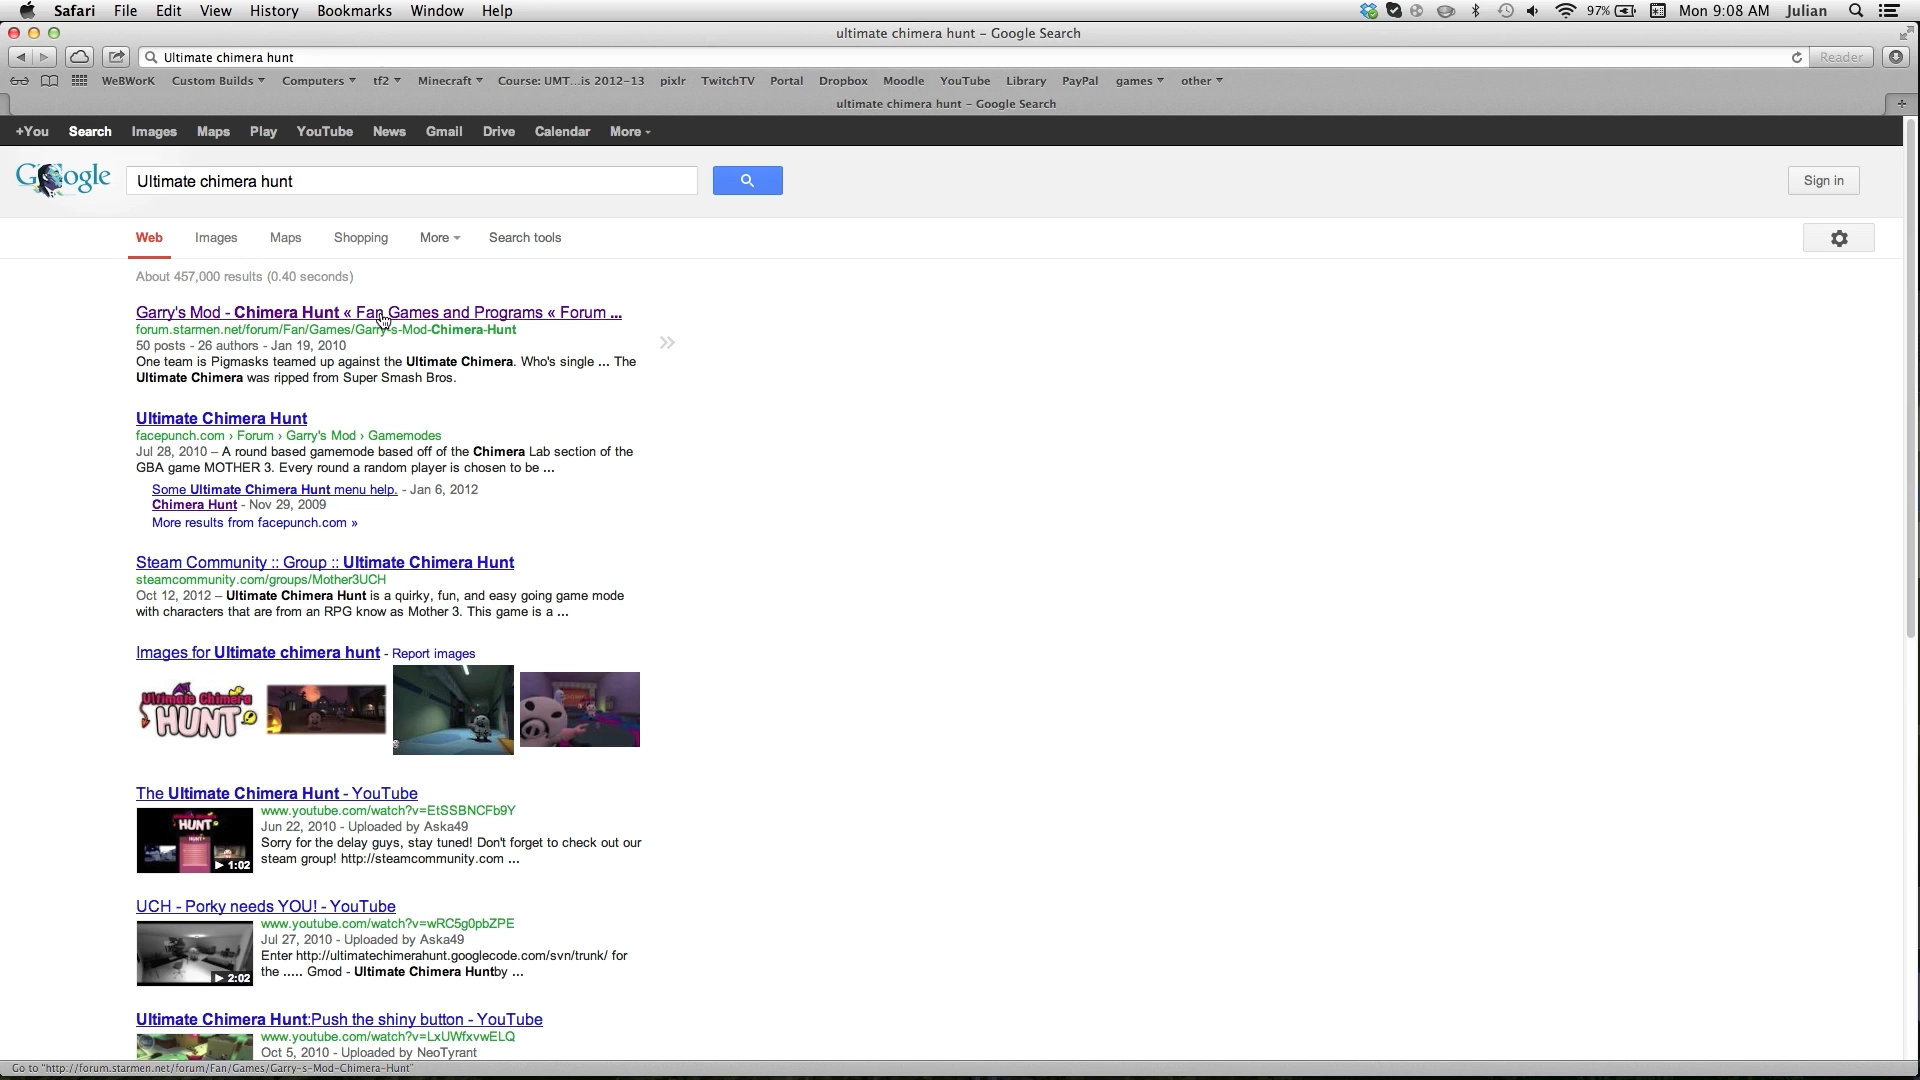 Safari File Edit View History Bookmarks Window Help
97% Mon 9:08 AM Julian
ultimate chimera hunt – Google Search
Ultimate chimera hunt
Reader
WeBWorK Custom Builds Computers tf2 Minecraft Course: UMT...is 2012-13 pixlr TwitchTV Portal Dropbox Moodle YouTube Library PayPal games other
ultimate chimera hunt – Google Search
+You Search Images Maps Play YouTube News Gmail Drive Calendar More
Google
Ultimate chimera hunt
Sign in
Web Images Maps Shopping More Search tools
About 457,000 results (0.40 seconds)
Garry's Mod - Chimera Hunt « Fan Games and Programs « Forum ...
forum.starmen.net/forum/Fan/Games/Garry-s-Mod-Chimera-Hunt
50 posts - 26 authors - Jan 19, 2010
One team is Pigmasks teamed up against the Ultimate Chimera. Who's single ... The
Ultimate Chimera was ripped from Super Smash Bros.
Ultimate Chimera Hunt
facepunch.com › Forum › Garry's Mod › Gamemodes
Jul 28, 2010 – A round based gamemode based off of the Chimera Lab section of the
GBA game MOTHER 3. Every round a random player is chosen to be ...
Some Ultimate Chimera Hunt menu help. - Jan 6, 2012
Chimera Hunt - Nov 29, 2009
More results from facepunch.com »
Steam Community :: Group :: Ultimate Chimera Hunt
steamcommunity.com/groups/Mother3UCH
Oct 12, 2012 – Ultimate Chimera Hunt is a quirky, fun, and easy going game mode
with characters that are from an RPG know as Mother 3. This game is a ...
Images for Ultimate chimera hunt - Report images
Ultimate Chimera
HUNT
The Ultimate Chimera Hunt - YouTube
www.youtube.com/watch?v=EtSSBNCFb9Y
Jun 22, 2010 - Uploaded by Aska49
Sorry for the delay guys, stay tuned! Don't forget to check out our
steam group! http://steamcommunity.com ...
HUNT
1:02
UCH - Porky needs YOU! - YouTube
www.youtube.com/watch?v=wRC5g0pbZPE
Jul 27, 2010 - Uploaded by Aska49
Enter http://ultimatechimerahunt.googlecode.com/svn/trunk/ for
the ..... Gmod - Ultimate Chimera Huntby ...
2:02
Ultimate Chimera Hunt:Push the shiny button - YouTube
www.youtube.com/watch?v=LxUWfxvwELQ
Oct 5, 2010 - Uploaded by NeoTyrant
Go to "http://forum.starmen.net/forum/Fan/Games/Garry-s-Mod-Chimera-Hunt"